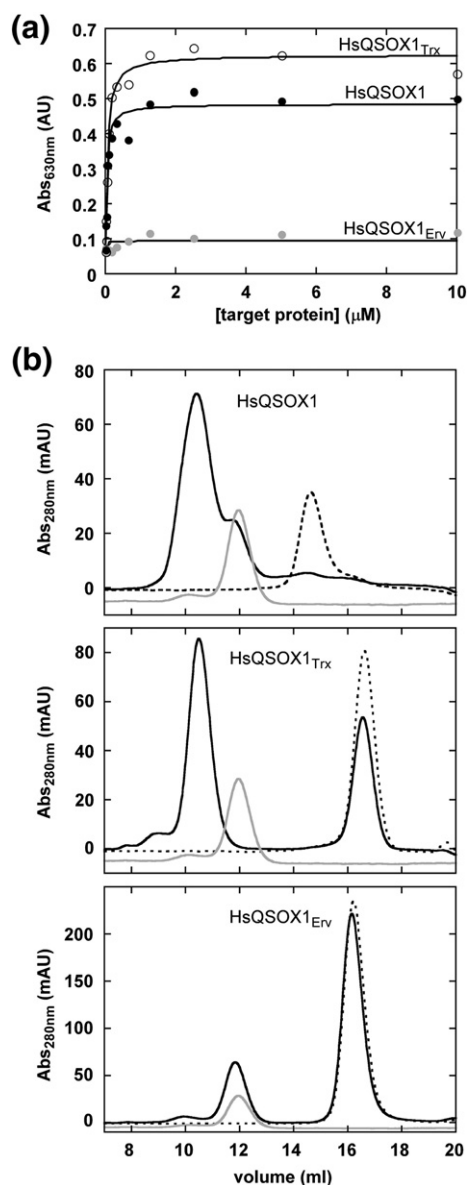 (a)
0.7
0.6
0.5
0.4
0.3
0.2
0.1
0
Abs630nm (AU)
HsQSOX1Trx
HsQSOX1
HsQSOX1Erv
0 2 4 6 8 10
[target protein] (μM)
(b)
80
60
40
20
0
Abs280nm (mAU)
HsQSOX1
80
60
40
20
0
Abs280nm (mAU)
HsQSOX1Trx
200
150
100
50
0
Abs280nm (mAU)
HsQSOX1Erv
8 10 12 14 16 18 20
volume (ml)